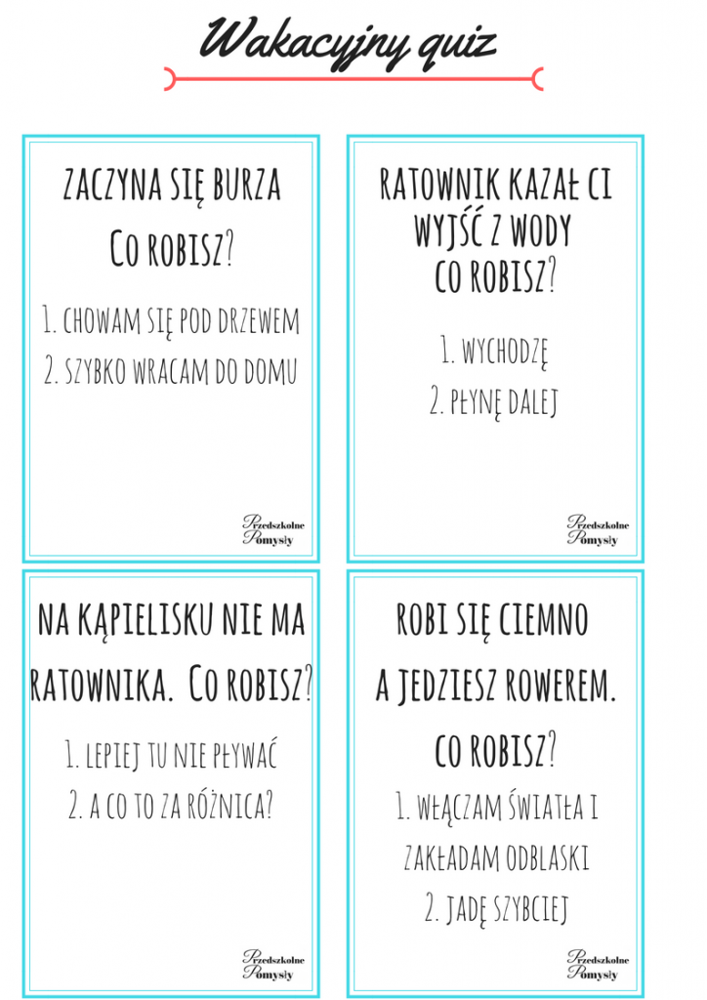 Wakacyjny quiz
ZACZYNA SIĘ BURZA
CO ROBISZ?
1. CHOWAM SIĘ POD DRZEWEM
2. SZYBKO WRACAM DO DOMU
Przedszkolne
Pomysły
RATOWNIK KAZAŁ CI
WYJŚĆ Z WODY
CO ROBISZ?
1. WYCHODZĘ
2. PŁYNĘ DALEJ
Przedszkolne
Pomysły
NA KĄPIELISKU NIE MA
RATOWNIKA. CO ROBISZ?
1. LEPIEJ TU NIE PŁYWAĆ
2. A CO TO ZA RÓŻNICA?
Przedszkolne
Pomysły
ROBI SIĘ CIEMNO
A JEDZIESZ ROWEREM.
CO ROBISZ?
1. WŁĄCZAM ŚWIATŁA I
ZAKŁADAM ODBLASKI
2. JADĘ SZYBCIEJ
Przedszkolne
Pomysły